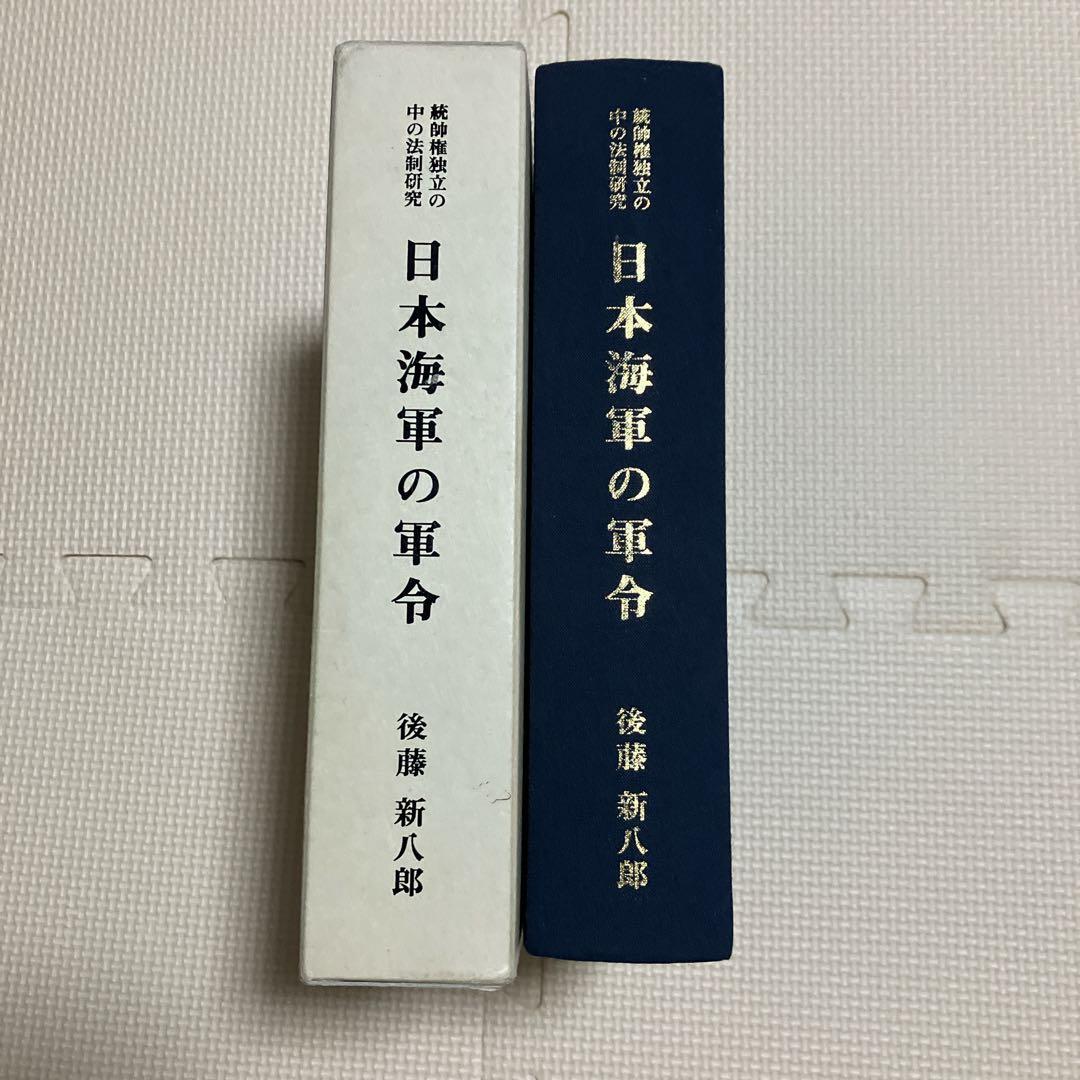 統帥権独立の
中の法制研究
日本海軍の軍令
後藤 新八郎
統帥権独立の
中の法制研究
日本海軍の軍令
後藤 新八郎